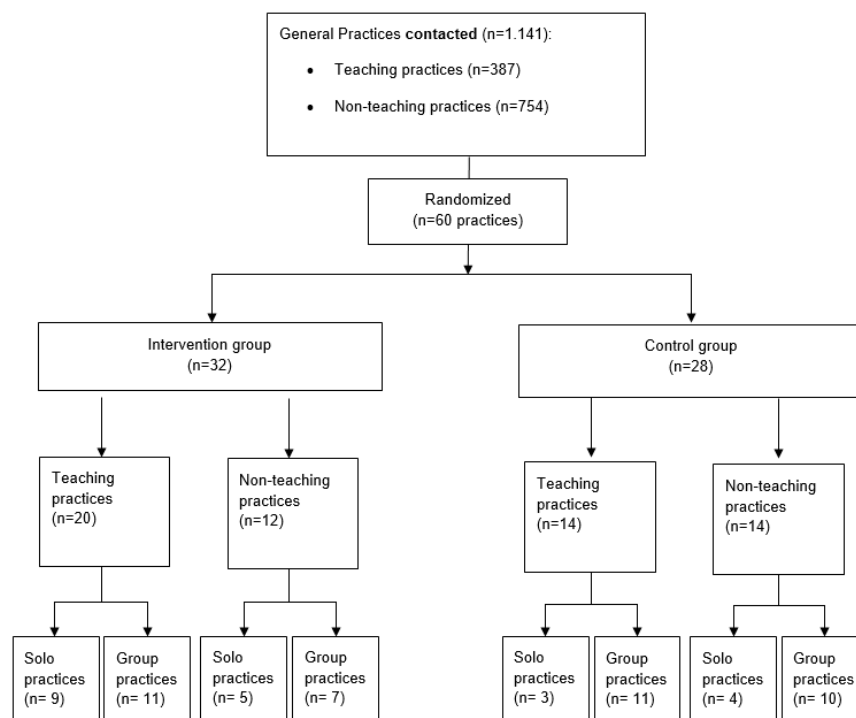 General Practices contacted (n=1.141):
• Teaching practices (n=387)
• Non-teaching practices (n=754)
Randomized
(n=60 practices)
Intervention group
(n=32)
Control group
(n=28)
Teaching
practices
(n=20)
Non-teaching
practices
(n=12)
Teaching
practices
(n=14)
Non-teaching
practices
(n=14)
Solo
practices
(n= 9)
Group
practices
(n= 11)
Solo
practices
(n= 5)
Group
practices
(n= 7)
Solo
practices
(n= 3)
Group
practices
(n= 11)
Solo
practices
(n= 4)
Group
practices
(n= 10)